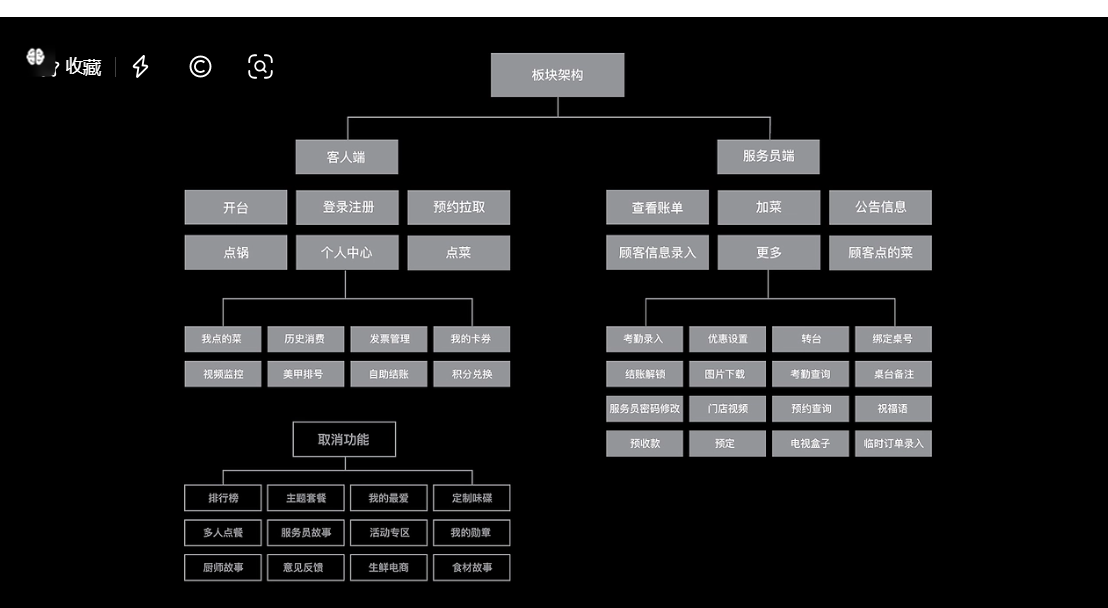 收藏
©
板块架构
客人端
服务员端
开台 登录注册 预约拉取
查看账单 加菜 公告信息
点锅 个人中心 点菜
顾客信息录入 更多 顾客点的菜
我点的菜 历史消费 发票管理 我的卡券
考勤录入 优惠设置 转台 绑定桌号
视频监控 美甲排号 自助结账 积分兑换
结账解锁 图片下载 考勤查询 桌台备注
服务员密码修改 门店视频 预约查询 祝福语
预收款 预定 电视盒子 临时订单录入
取消功能
排行榜 主题套餐 我的最爱 定制味碟
多人点餐 服务员故事 活动专区 我的勋章
厨师故事 意见反馈 生鲜电商 食材故事